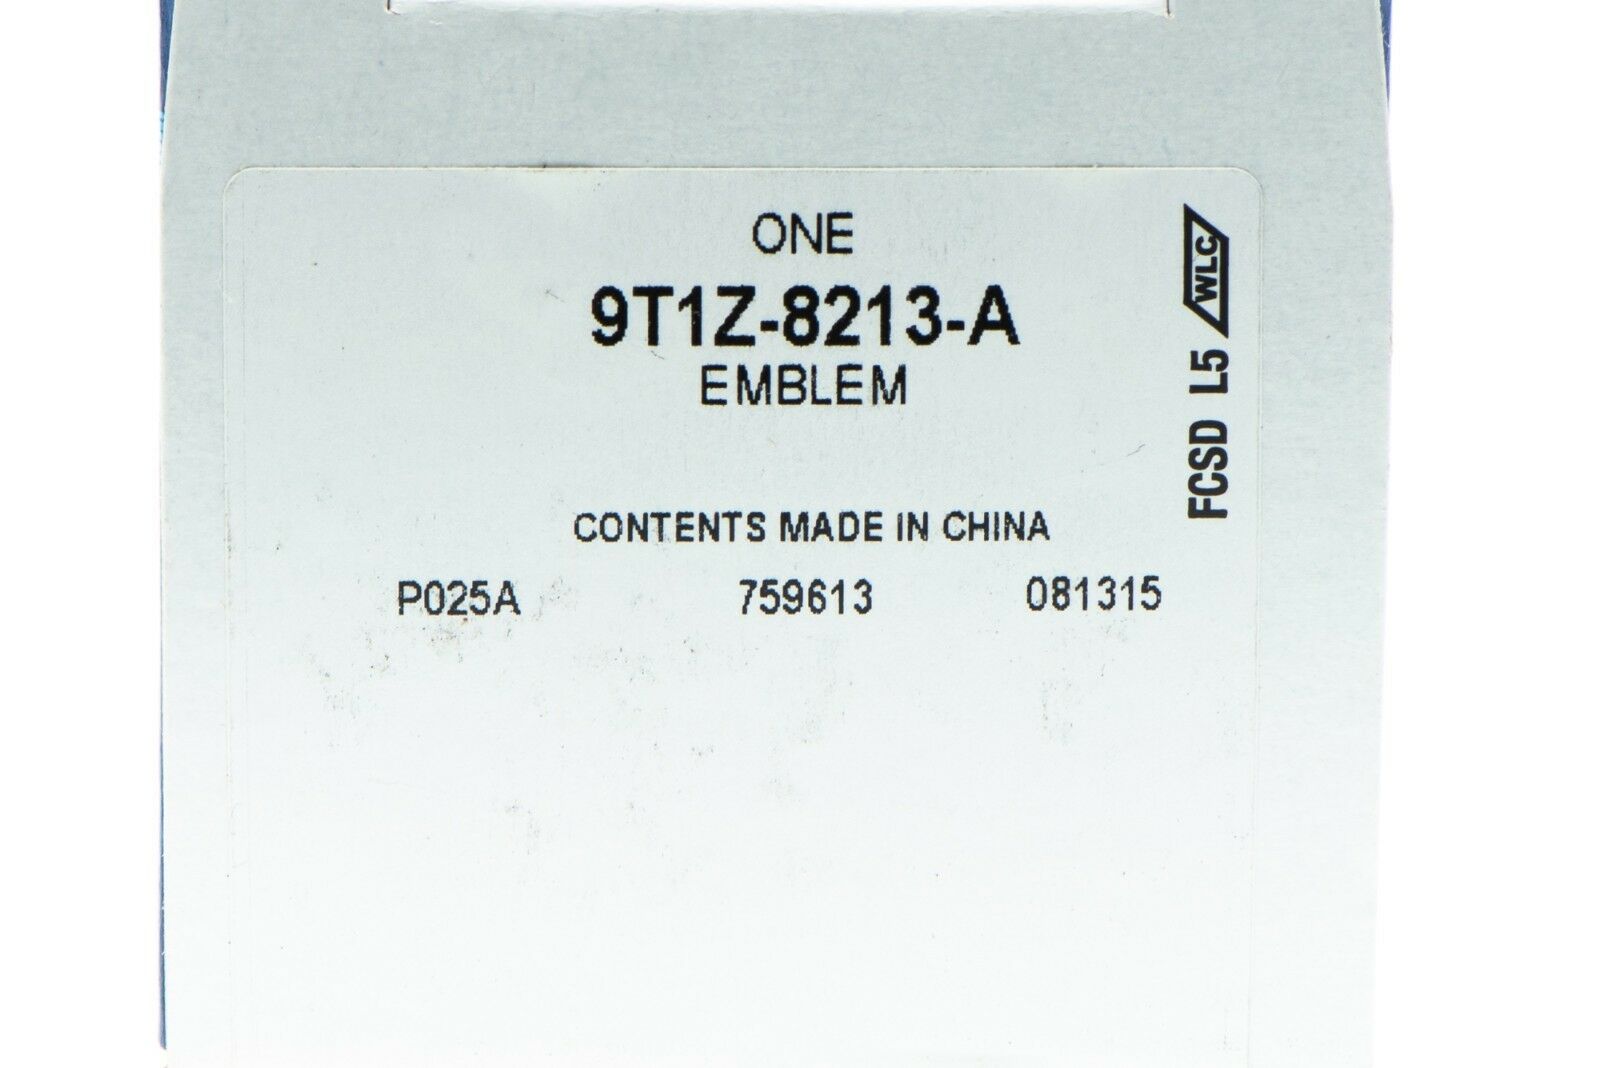 ONE
9T1Z-8213-A
EMBLEM
CONTENTS MADE IN CHINA
P025A 759613 081315
FCSD L5 WLC